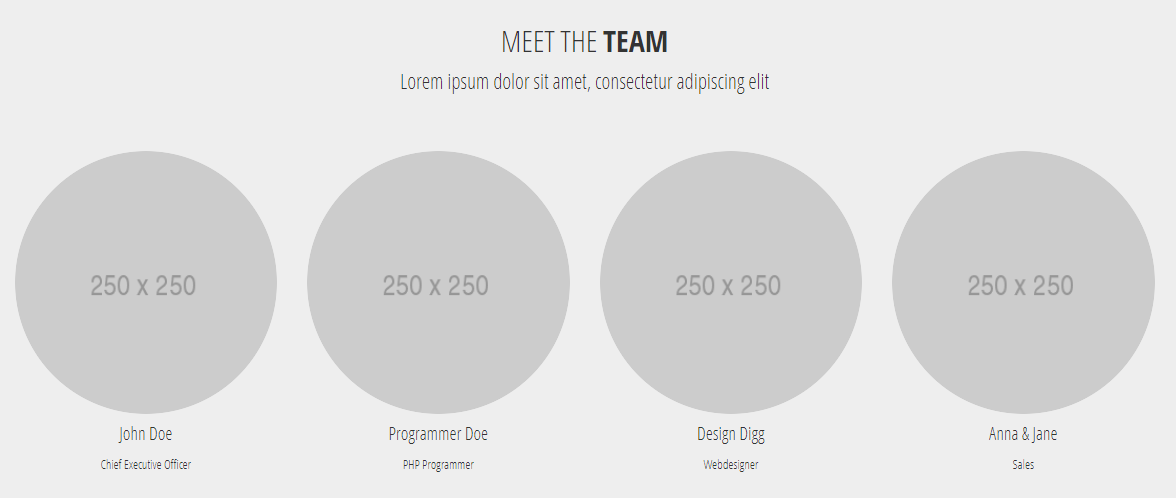 MEET THE TEAM
Lorem ipsum dolor sit amet, consectetur adipiscing elit
250 x 250 250 x 250 250 x 250 250 x 250
John Doe Programmer Doe Design Digg Anna & Jane
Chief Executive Officer PHP Programmer Webdesigner Sales